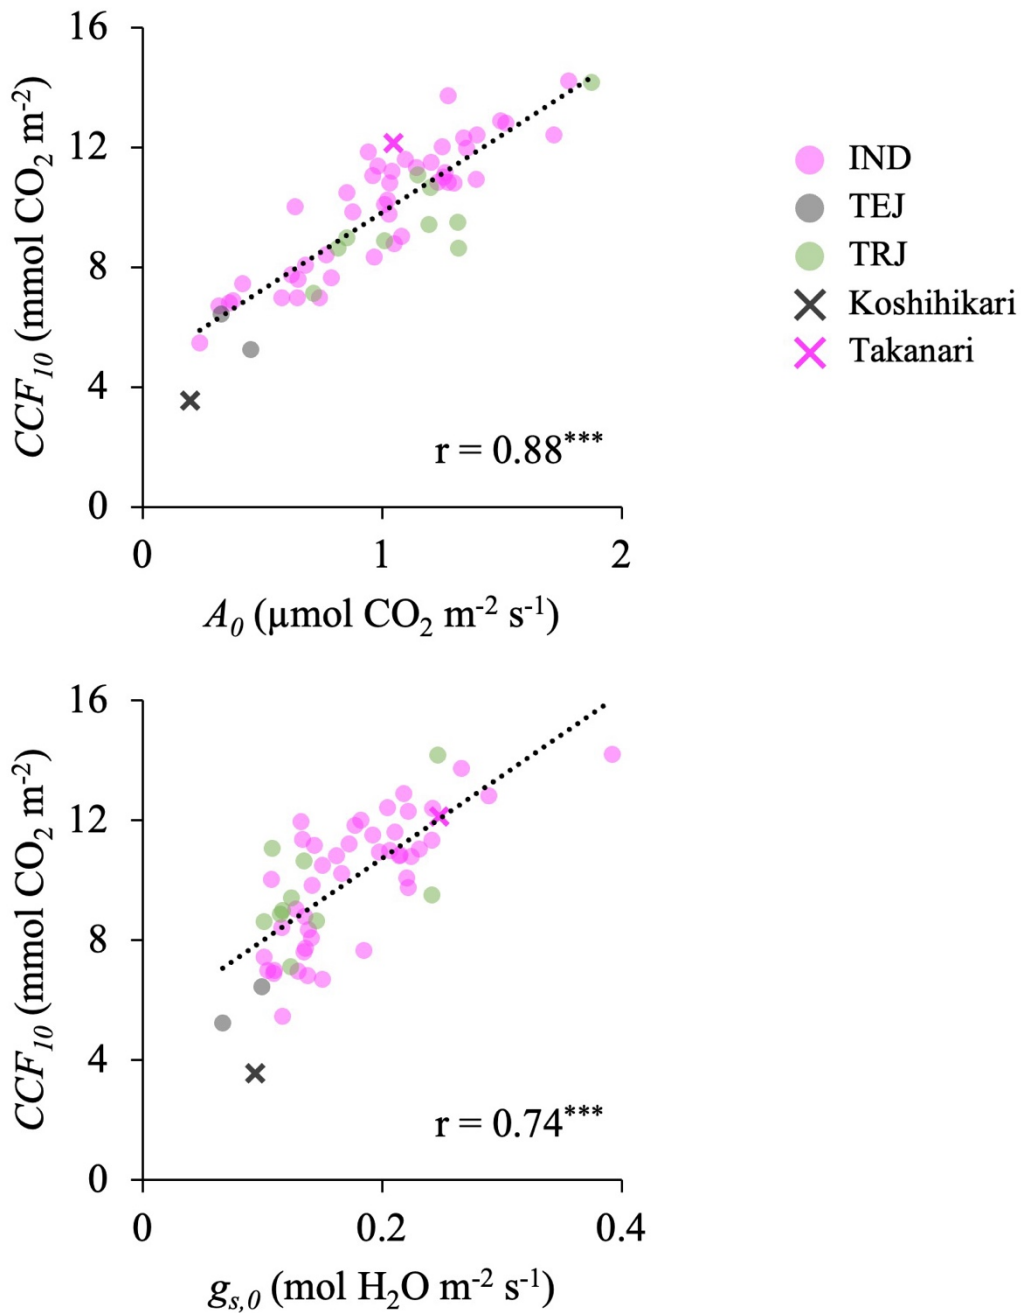 16
12
8
4
0
CCF10 (mmol CO2 m-2)
0 1 2
A0 (µmol CO2 m-2 s-1)
r = 0.88***
IND
TEJ
TRJ
Koshihikari
Takanari
16
12
8
4
0
CCF10 (mmol CO2 m-2)
r = 0.74***
0 0.2 0.4
gs,0 (mol H2O m-2 s-1)